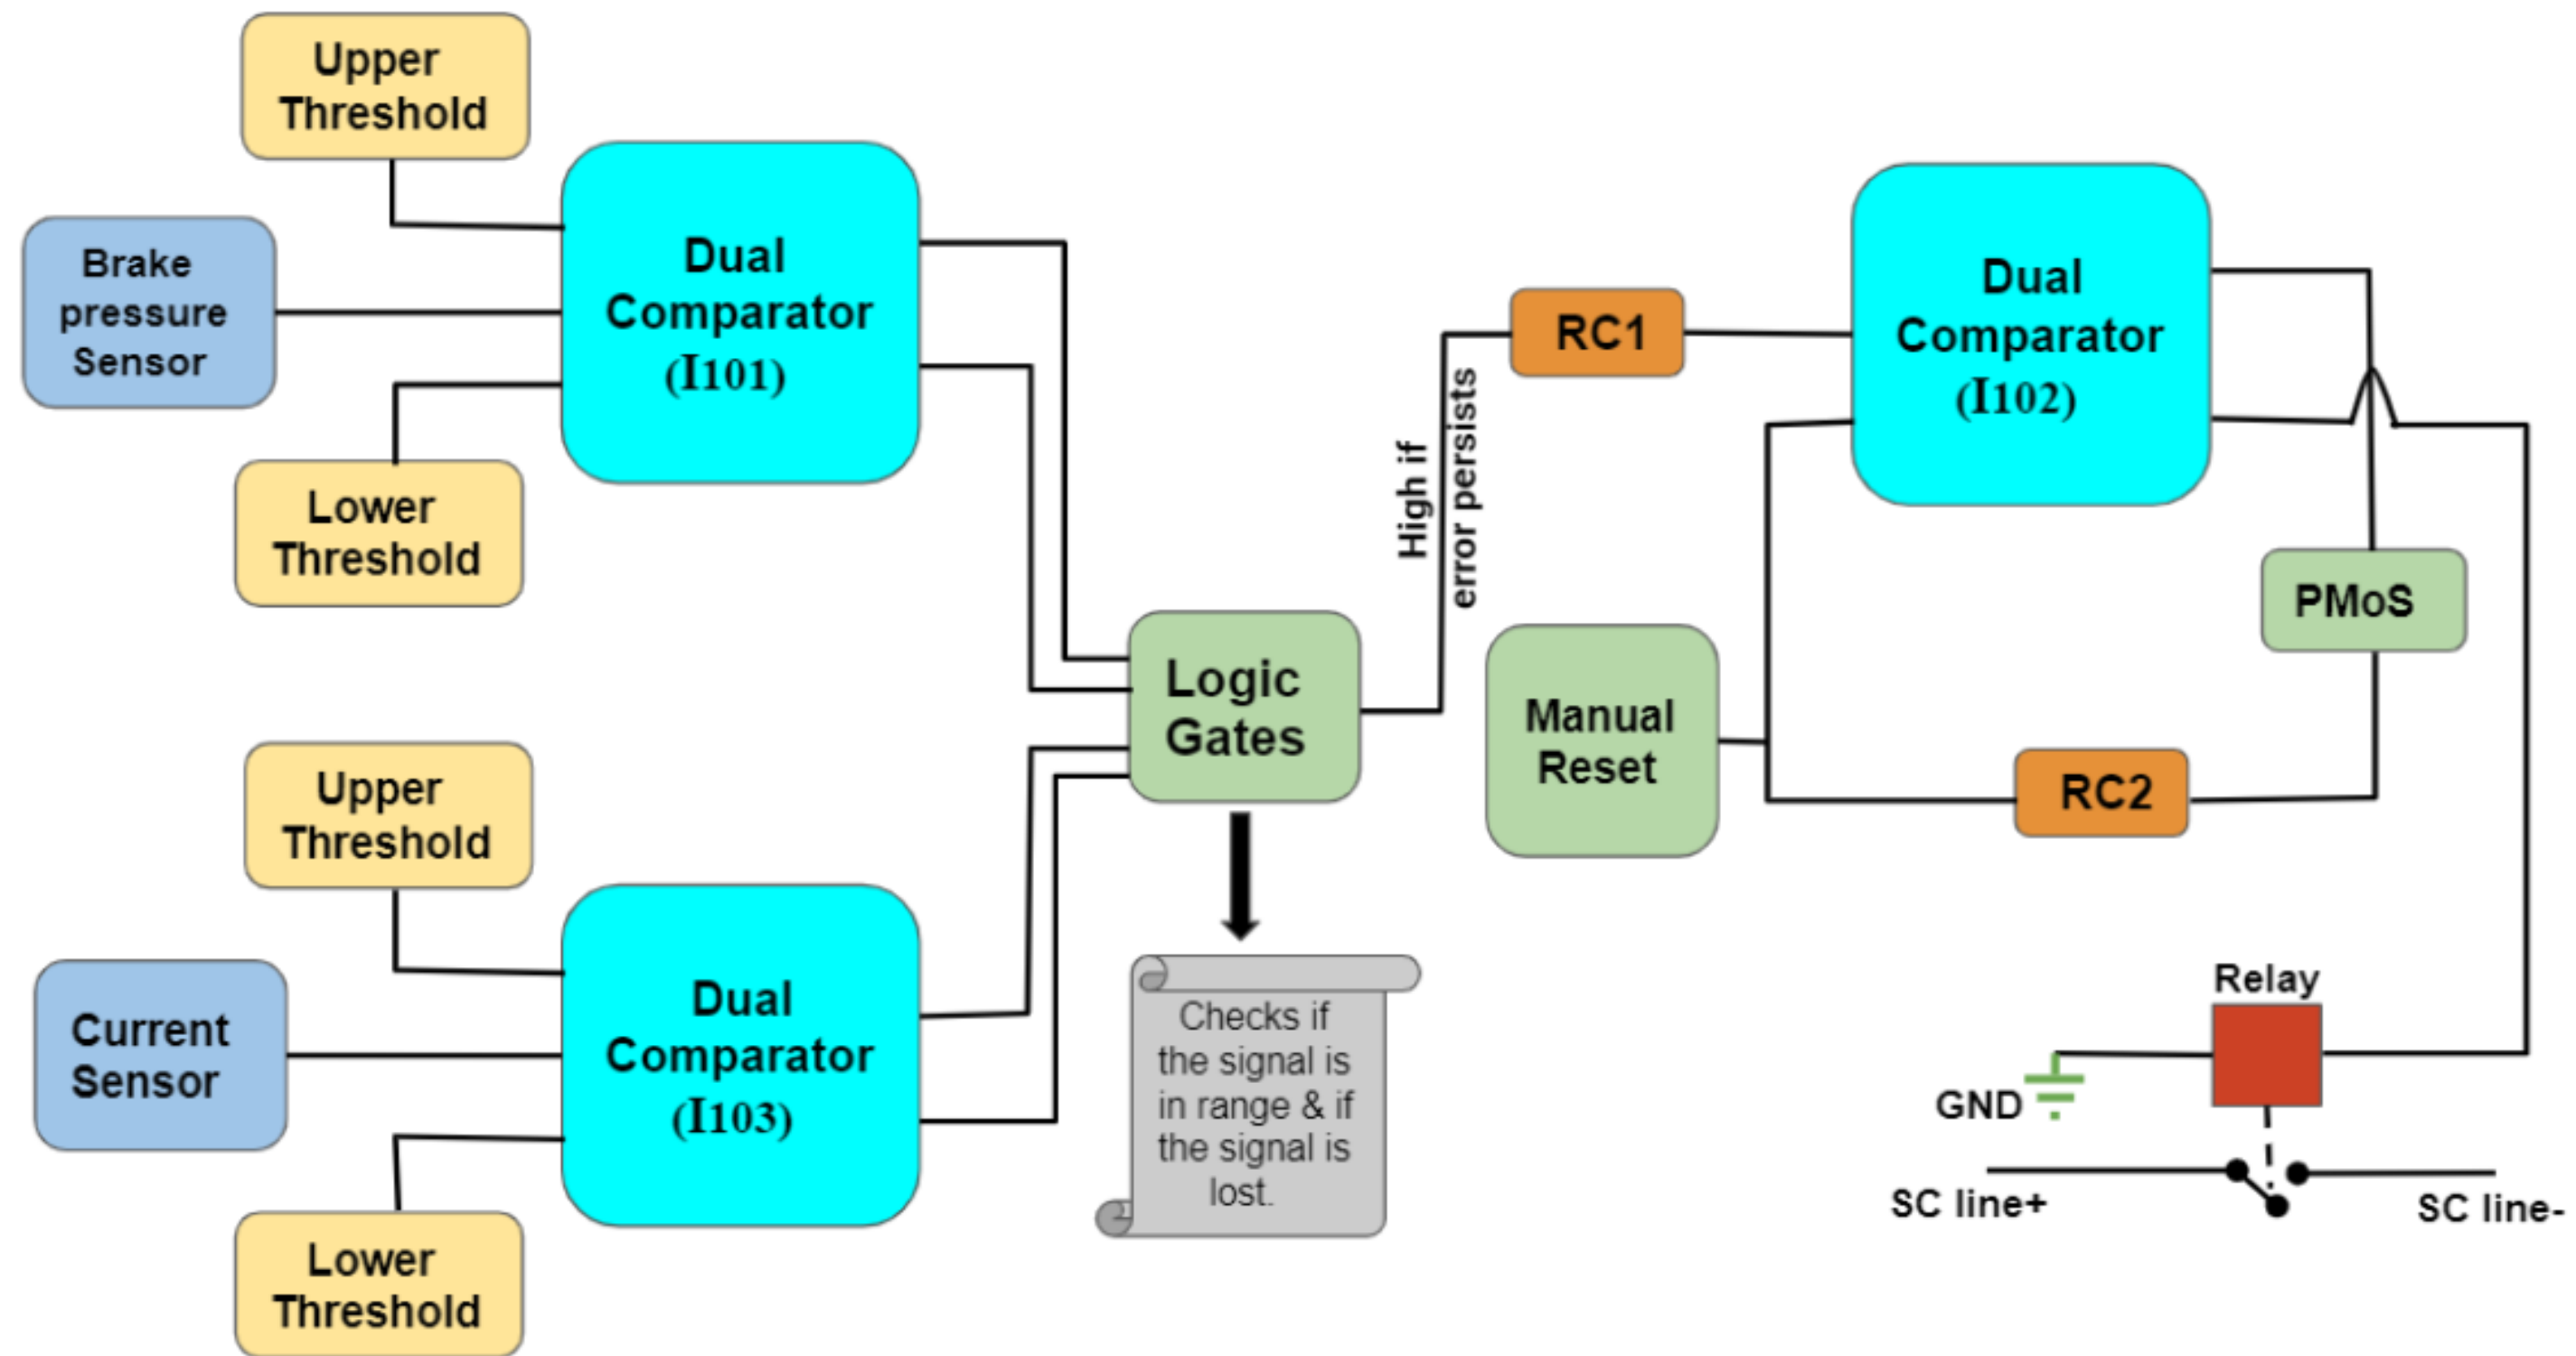 Upper
Threshold
Brake
pressure
Sensor
Lower
Threshold
Dual
Comparator
(I101)
Upper
Threshold
Current
Sensor
Lower
Threshold
Dual
Comparator
(I103)
Logic
Gates
Checks if
the signal is
in range & if
the signal is
lost.
High if
error persists
RC1
Dual
Comparator
(I102)
Manual
Reset
PMoS
RC2
Relay
GND
SC line+
SC line-